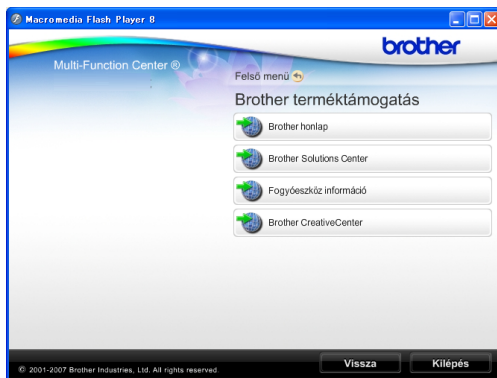 Macromedia Flash Player 8
brother
Multi-Function Center ®
Felső menü
Brother terméktámogatás
Brother honlap
Brother Solutions Center
Fogyóeszköz információ
Brother CreativeCenter
Vissza
Kilépés
© 2001-2007 Brother Industries, Ltd. All rights reserved.